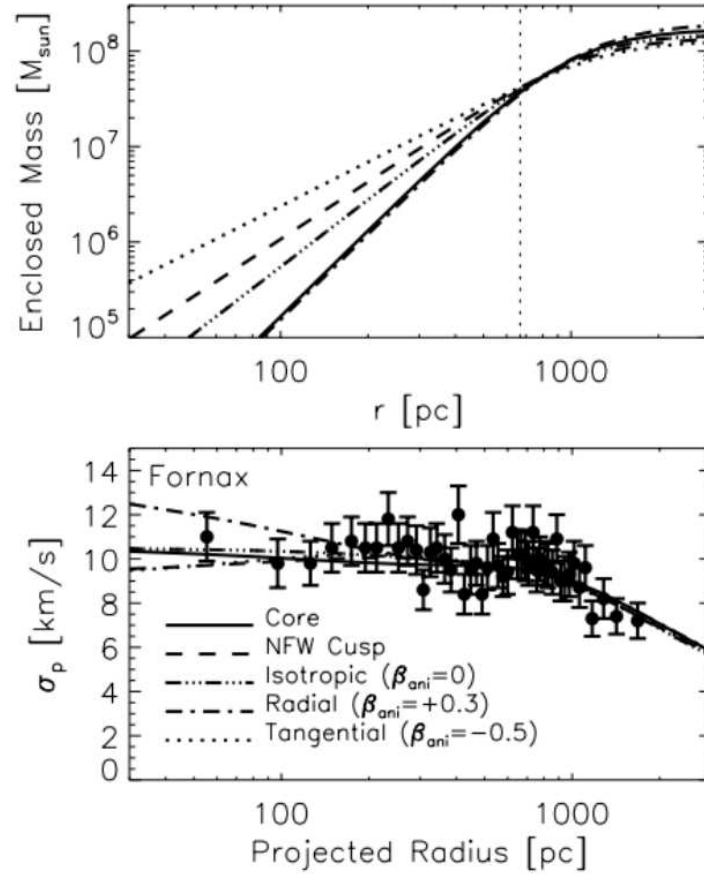 Enclosed Mass [M_sun]
10^8
10^7
10^6
10^5
100 1000
r [pc]
σ_p [km/s]
14
12
10
8
6
4
2
0
Fornax
Core
NFW Cusp
Isotropic (β_ani=0)
Radial (β_ani=+0.3)
Tangential (β_ani=−0.5)
100 1000
Projected Radius [pc]